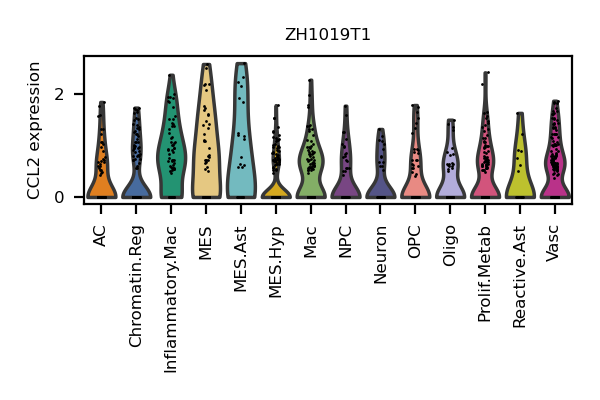 ZH1019T1
CCL2 expression
2
0
AC
Chromatin.Reg
Inflammatory.Mac
MES
MES.Ast
MES.Hyp
Mac
NPC
Neuron
OPC
Oligo
Prolif.Metab
Reactive.Ast
Vasc